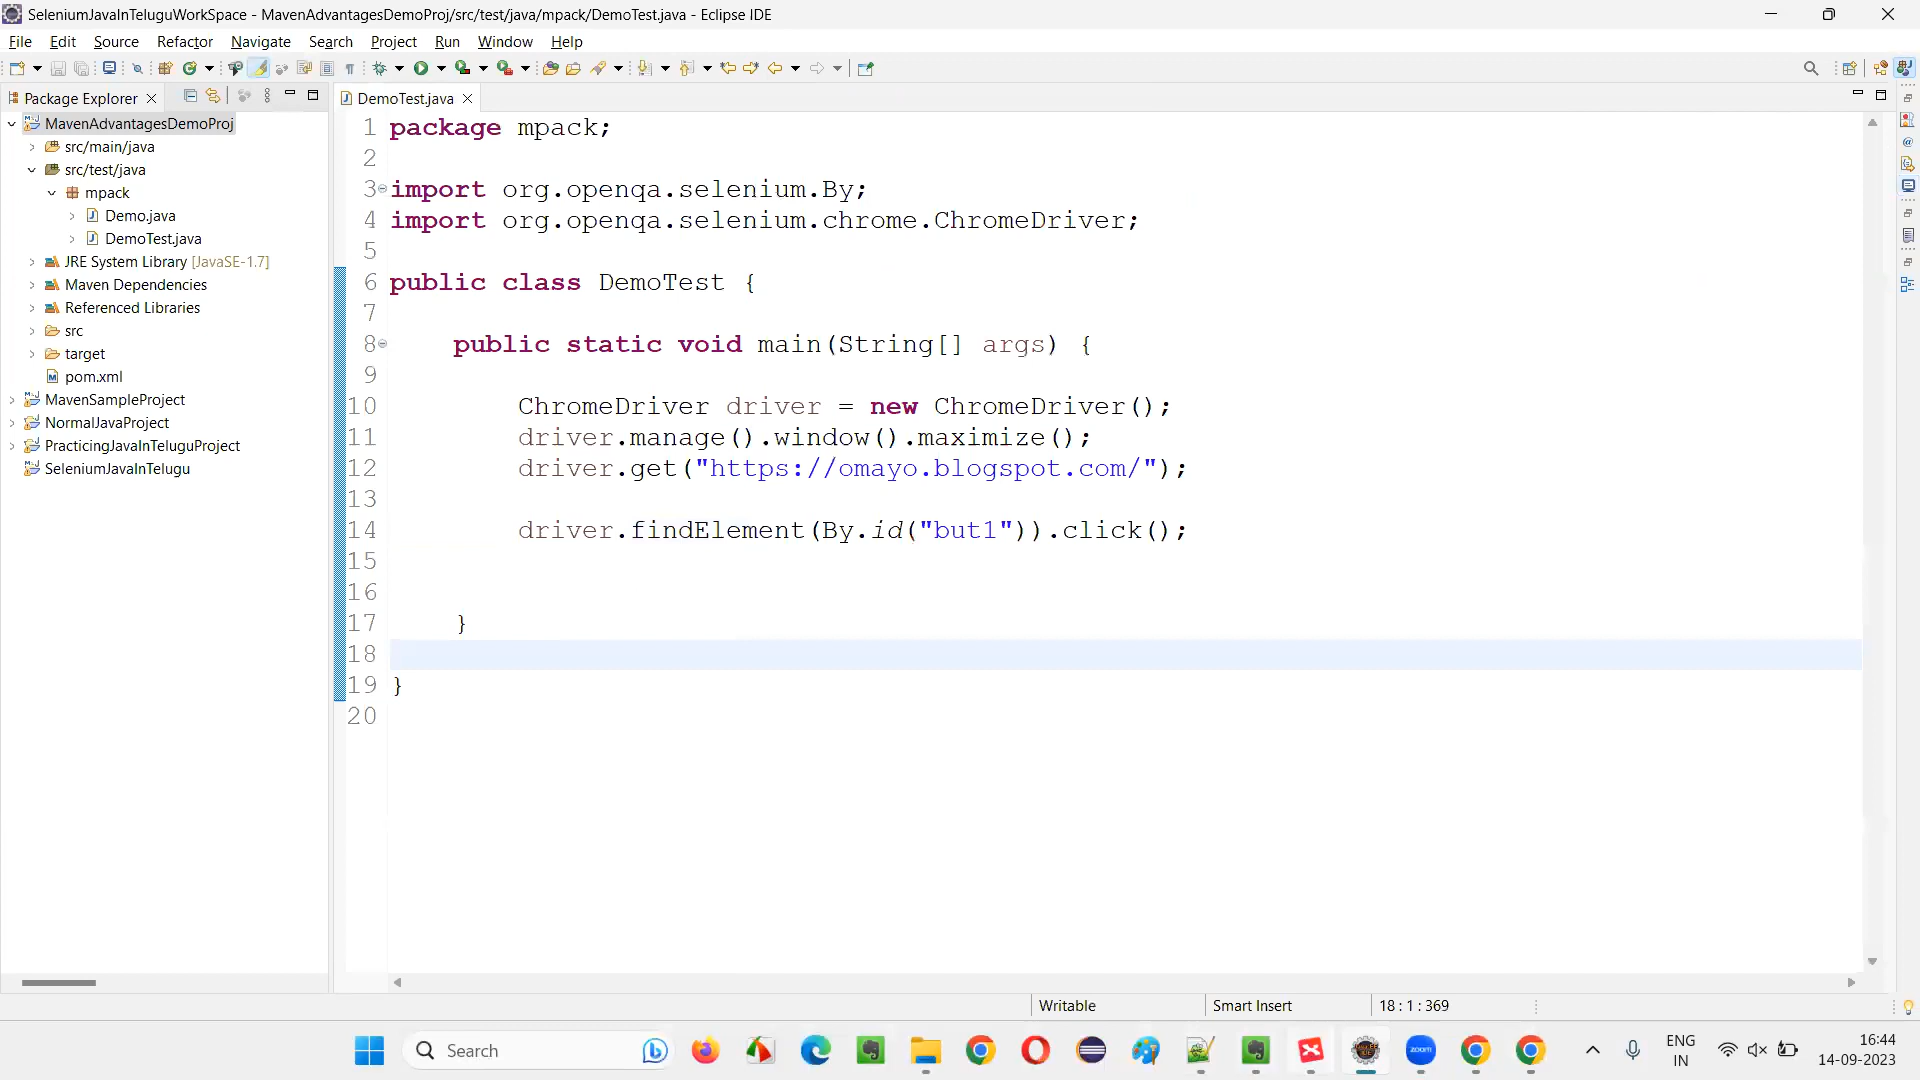 SeleniumJavaInTeluguWorkSpace - MavenAdvantagesDemoProj/src/test/java/mpack/DemoTest.java - Eclipse IDE
File Edit Source Refactor Navigate Search Project Run Window Help
Package Explorer
MavenAdvantagesDemoProj
src/main/java
src/test/java
mpack
Demo.java
DemoTest.java
JRE System Library [JavaSE-1.7]
Maven Dependencies
Referenced Libraries
src
target
pom.xml
MavenSampleProject
NormalJavaProject
PracticingJavaInTeluguProject
SeleniumJavaInTelugu
DemoTest.java
1 package mpack;
2
3 import org.openqa.selenium.By;
4 import org.openqa.selenium.chrome.ChromeDriver;
5
6 public class DemoTest {
7
8 public static void main(String[] args) {
9
10 ChromeDriver driver = new ChromeDriver();
11 driver.manage().window().maximize();
12 driver.get("https://omayo.blogspot.com/");
13
14 driver.findElement(By.id("but1")).click();
15
16
17 }
18
19 }
20
Writable Smart Insert 18 : 1 : 369
Search
zoom
ENG
IN
16:44
14-09-2023